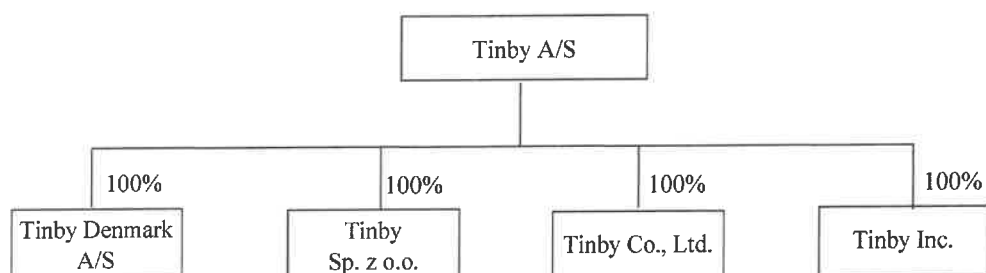 Tinby A/S
100%
100%
100%
100%
Tinby Denmark
A/S
Tinby
Sp. z o.o.
Tinby Co., Ltd.
Tinby Inc.